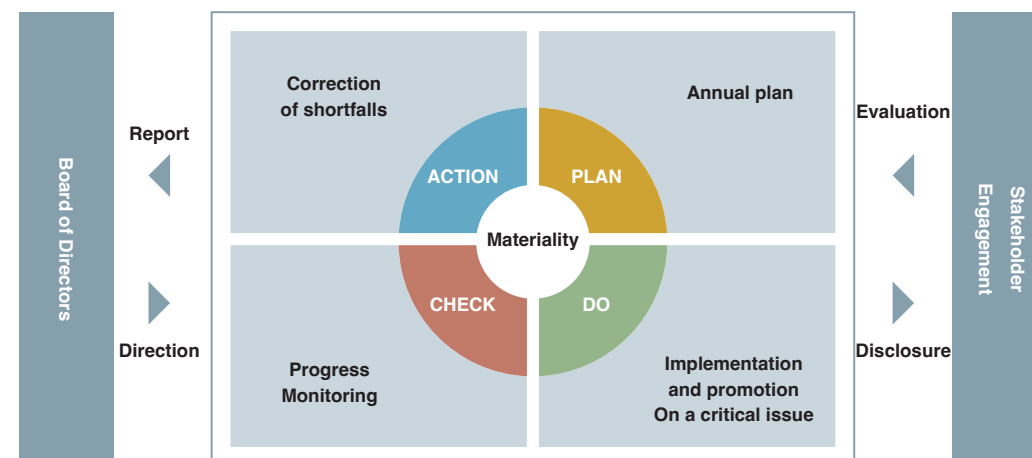 Board of Directors
Report
Direction
Correction
of shortfalls
ACTION
Annual plan
PLAN
Materiality
CHECK
Progress
Monitoring
DO
Implementation
and promotion
On a critical issue
Evaluation
Disclosure
Stakeholder
Engagement